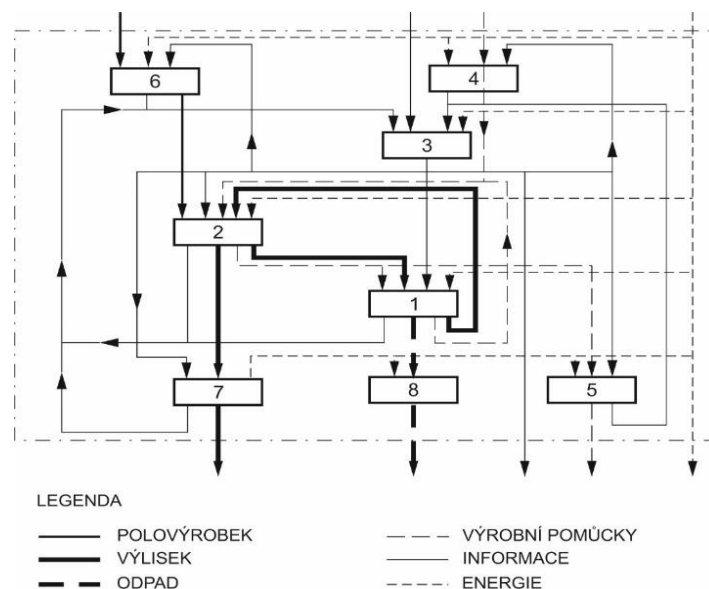 6
4
3
2
1
7
8
5
LEGENDA
POLOVÝROBEK
VÝROBNÍ POMŮCKY
VÝLISEK
INFORMACE
ODPAD
ENERGIE